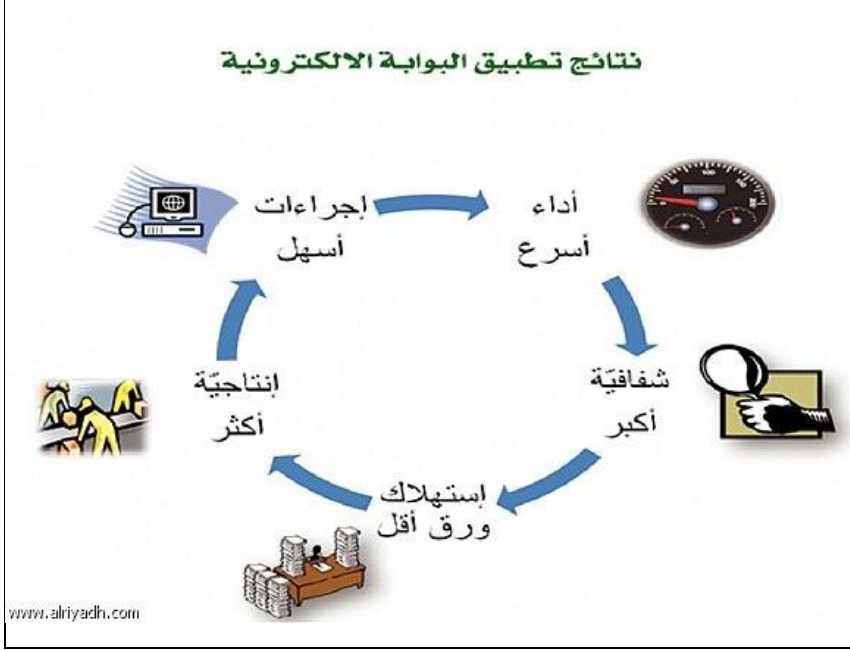 نتائج تطبيق البوابة الالكترونية
أداء
أسرع
شفافيّة
أكبر
إستهلاك
ورق أقل
إنتاجيّة
أكثر
إجراءات
أسهل
www.alriyadh.com